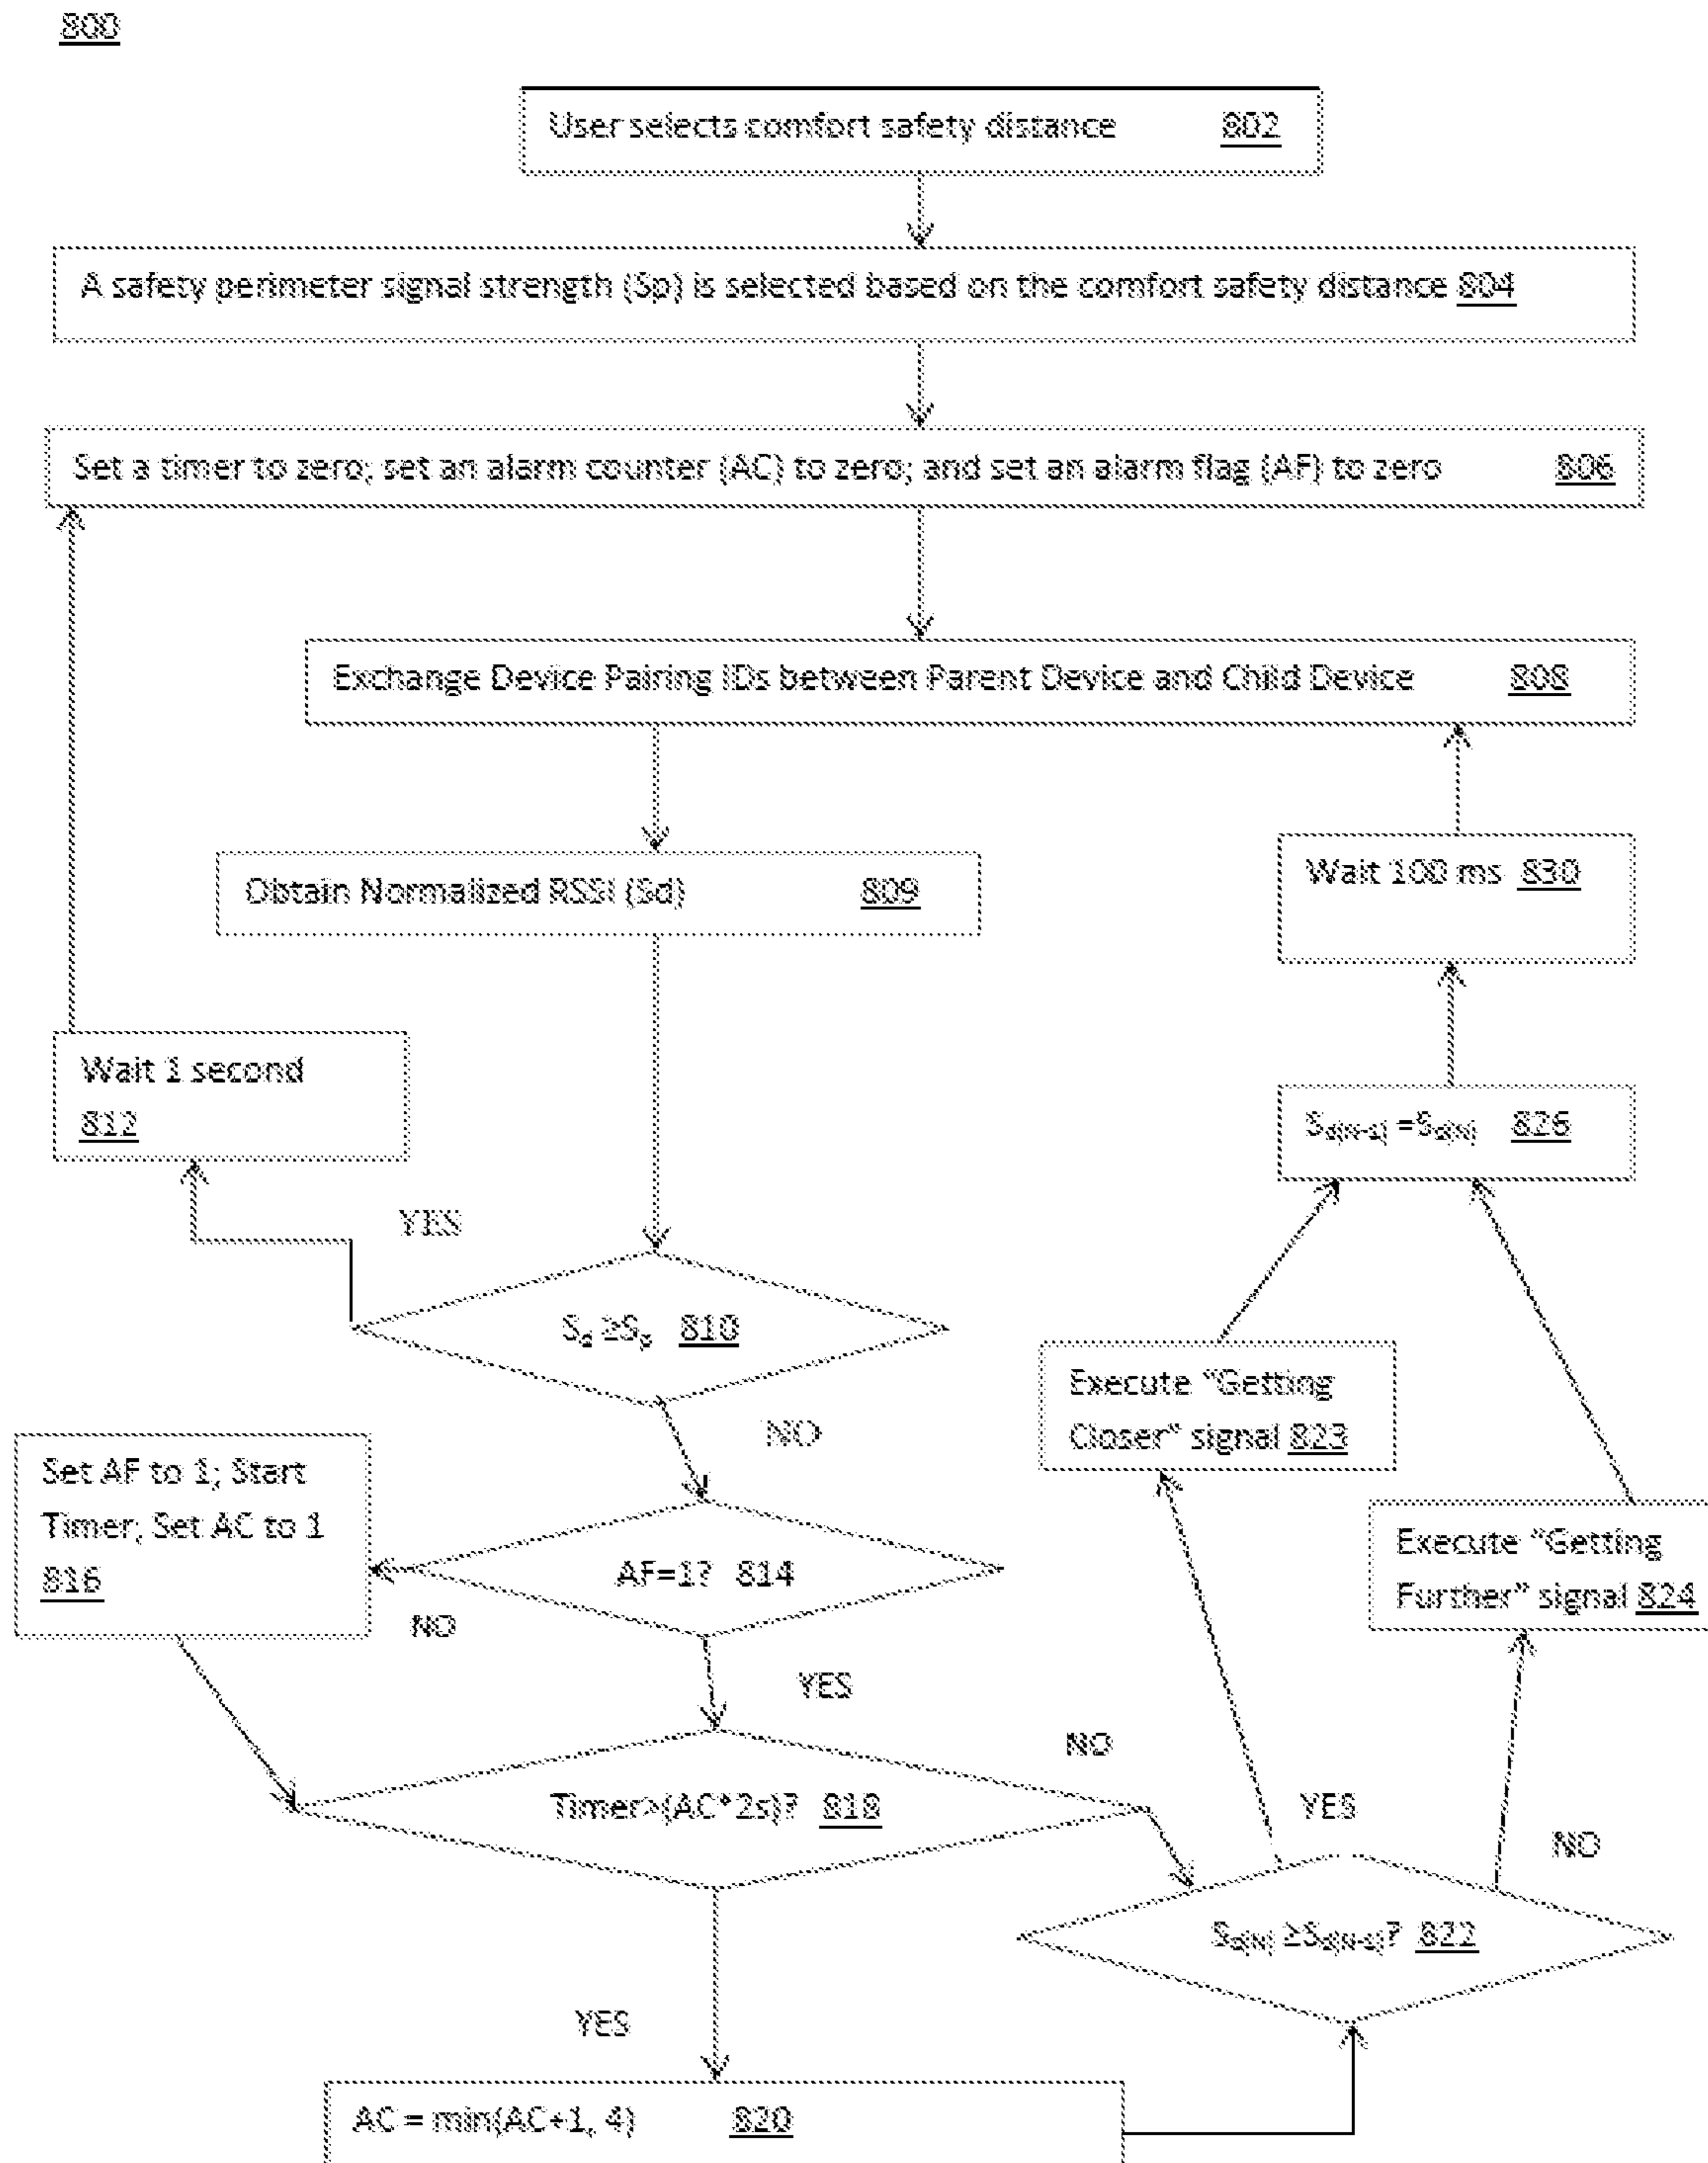 800
User selects comfort safety distance 802
A safety perimeter signal strength (Sp) is selected based on the comfort safety distance 804
Set a timer to zero; set an alarm counter (AC) to zero; and set an alarm flag (AF) to zero 806
Exchange Device Pairing IDs between Parent Device and Child Device 808
Obtain Normalized RSSI (Sd) 809
Wait 100 ms 830
Wait 1 second
812
Sd[N-1] =Sd[N] 826
YES
Sd ≥Sp 810
Execute "Getting
Closer" signal 823
NO
Set AF to 1; Start
Timer; Set AC to 1
816
Execute "Getting
Further" signal 824
AF=1? 814
NO
YES
NO
Timer>(AC*2s)? 818
YES
NO
Sd[N] ≥Sd[N-1]? 822
YES
AC = min(AC+1, 4) 820